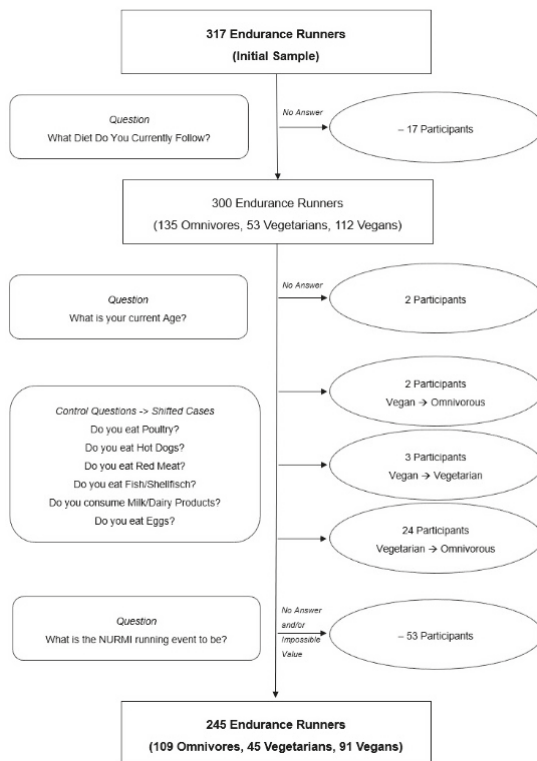 317 Endurance Runners
(Initial Sample)
Question
What Diet Do You Currently Follow?
No Answer
– 17 Participants
300 Endurance Runners
(135 Omnivores, 53 Vegetarians, 112 Vegans)
Question
What is your current Age?
No Answer
2 Participants
Control Questions -> Shifted Cases
Do you eat Poultry?
Do you eat Hot Dogs?
Do you eat Red Meat?
Do you eat Fish/Shellfisch?
Do you consume Milk/Dairy Products?
Do you eat Eggs?
2 Participants
Vegan → Omnivorous
3 Participants
Vegan → Vegetarian
24 Participants
Vegetarian → Omnivorous
Question
What is the NURMI running event to be?
No Answer
and/or
Impossible
Value
– 53 Participants
245 Endurance Runners
(109 Omnivores, 45 Vegetarians, 91 Vegans)